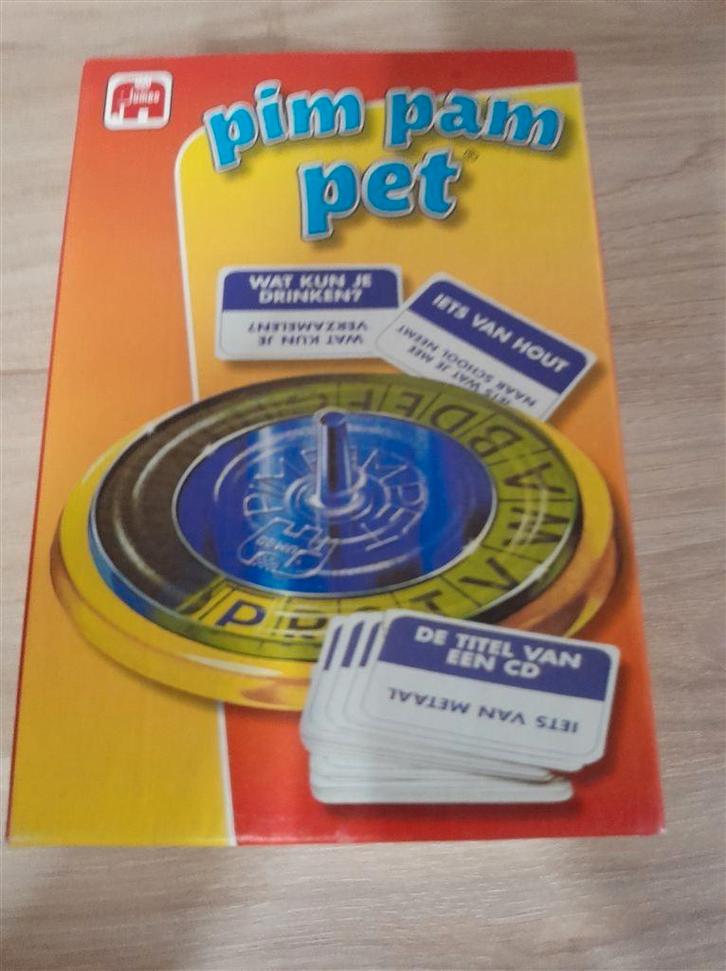 Jumbo
pim pam
pet®
WAT KUN JE
DRINKEN?
WAT KUN JE
VERZAMELEN?
IETS VAN HOUT
IETS WAT JE MEE
NAAR SCHOOL NEEMT
A B D E F
M
V
T
P
DE TITEL VAN
EEN CD
IETS VAN METAAL